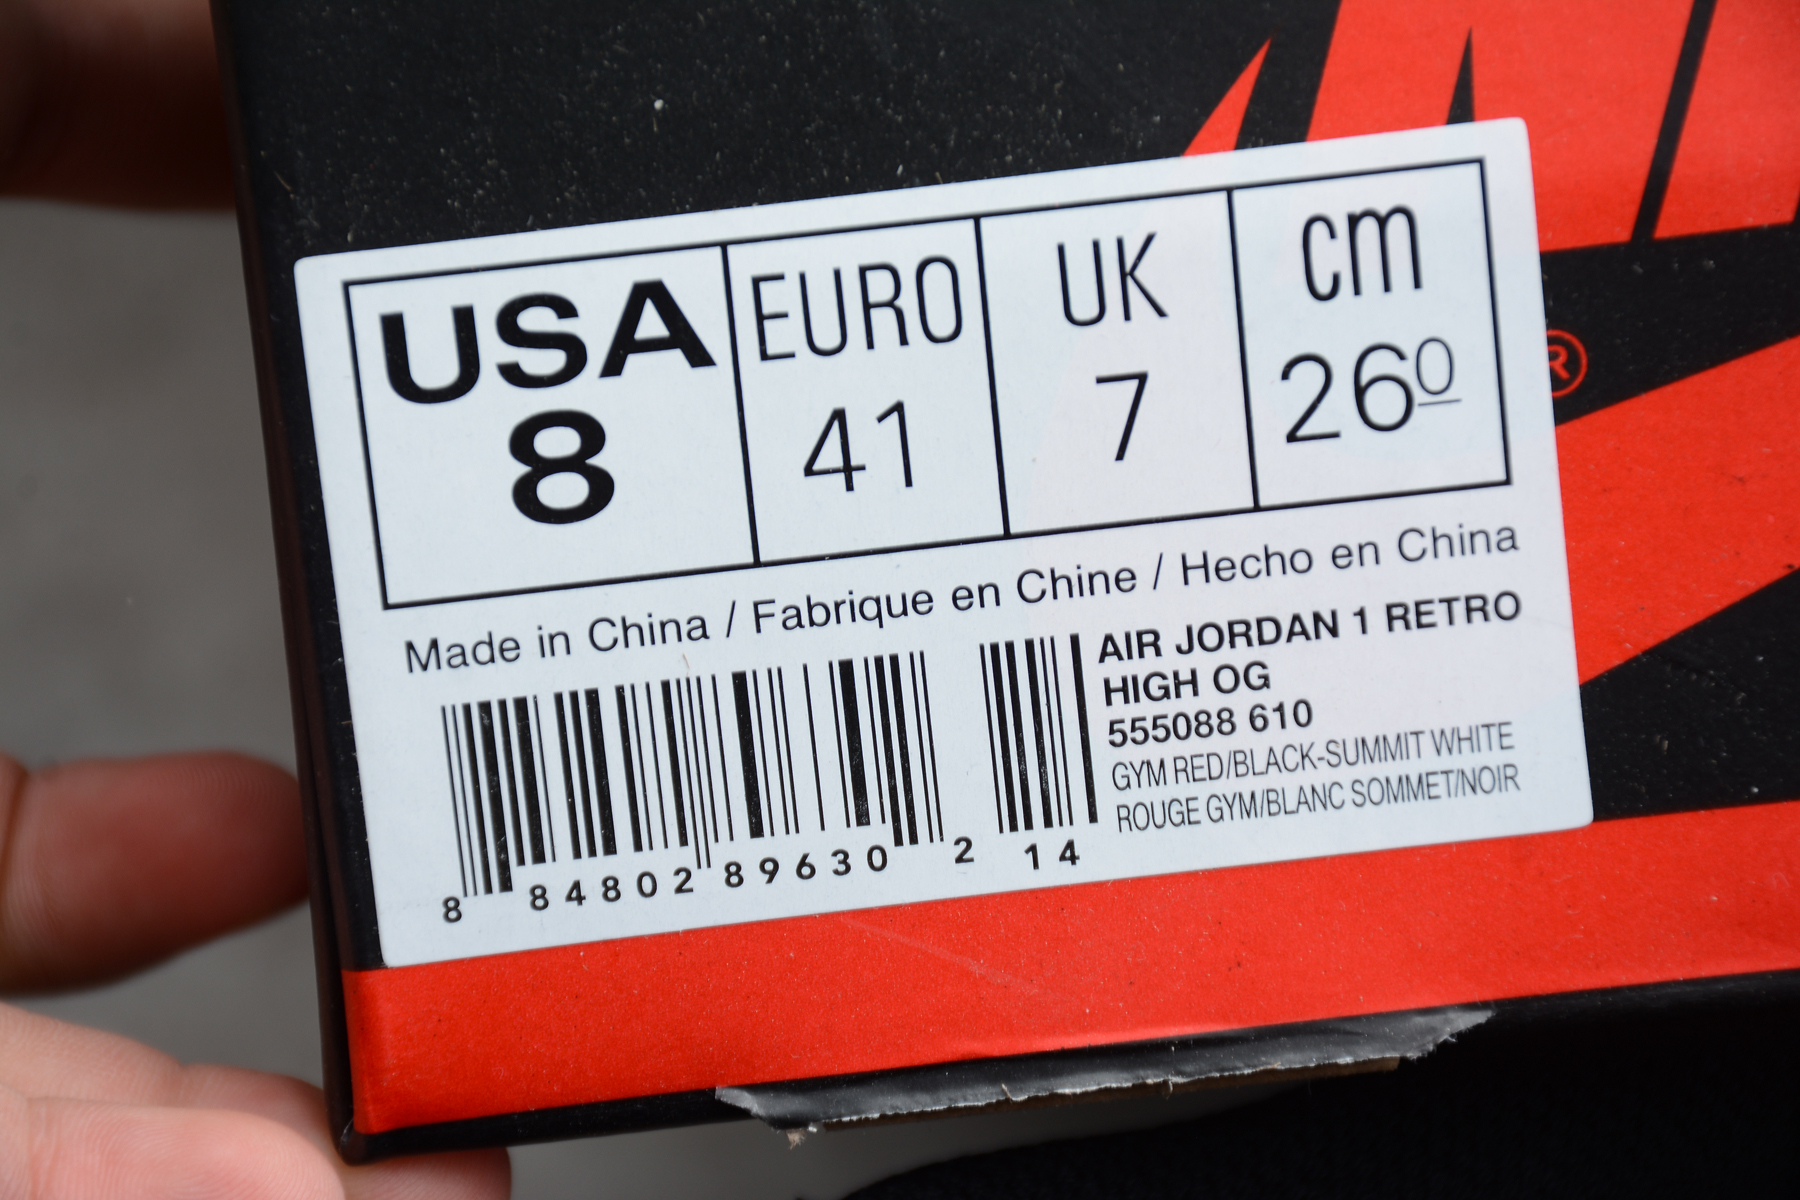 USA EURO UK cm
8 41 7 26 0
Made in China / Fabrique en Chine / Hecho en China
AIR JORDAN 1 RETRO
HIGH OG
555088 610
GYM RED/BLACK-SUMMIT WHITE
ROUGE GYM/BLANC SOMMET/NOIR
8 84802 89630 2 14
®